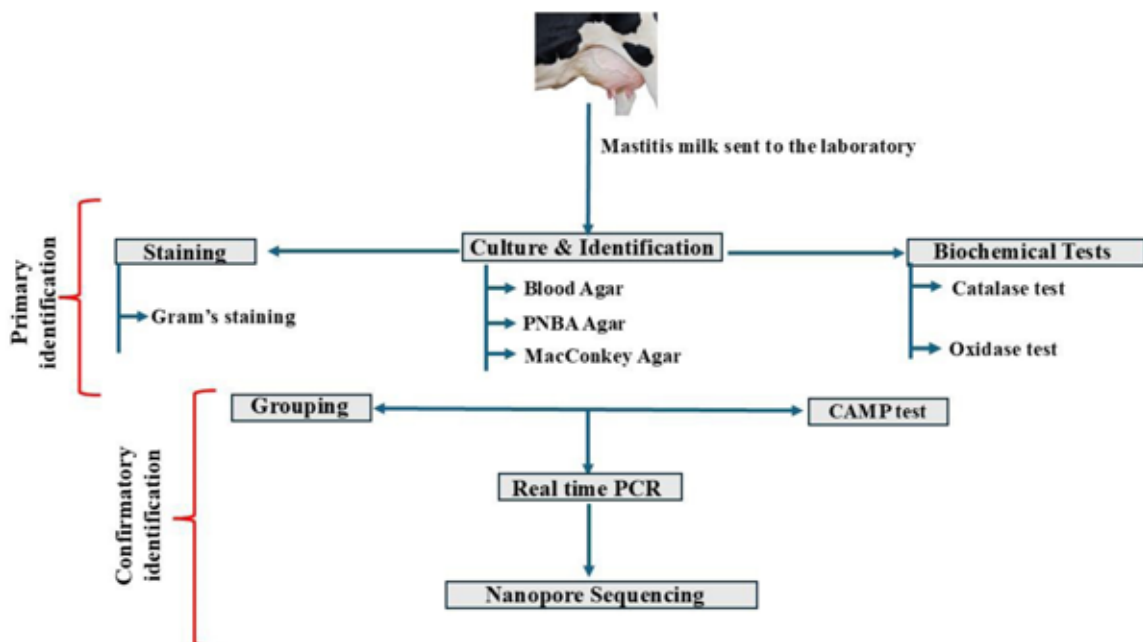 Mastitis milk sent to the laboratory
Primary
identification
Staining
Gram's staining
Culture & Identification
Blood Agar
PNBA Agar
MacConkey Agar
Biochemical Tests
Catalase test
Oxidase test
Confirmatory
identification
Grouping
CAMP test
Real time PCR
Nanopore Sequencing